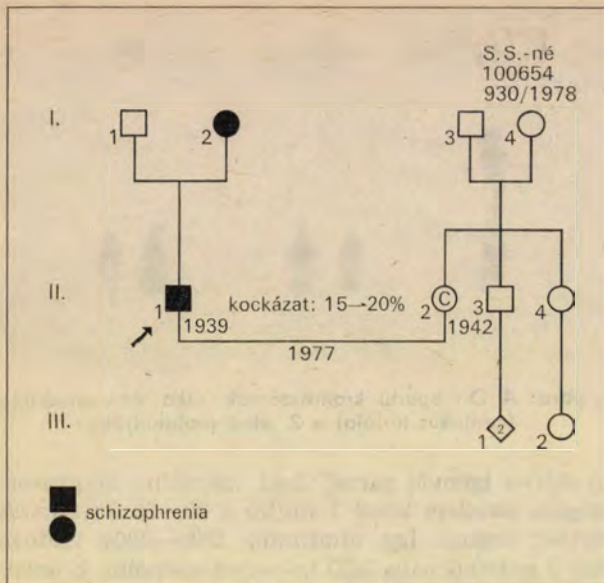 S.S.-né
100654
930/1978
I.
1
2
3
4
II.
kockázat: 15–20%
C
1
1939
2
1942
3
4
1977
III.
2
1
2
schizophrenia